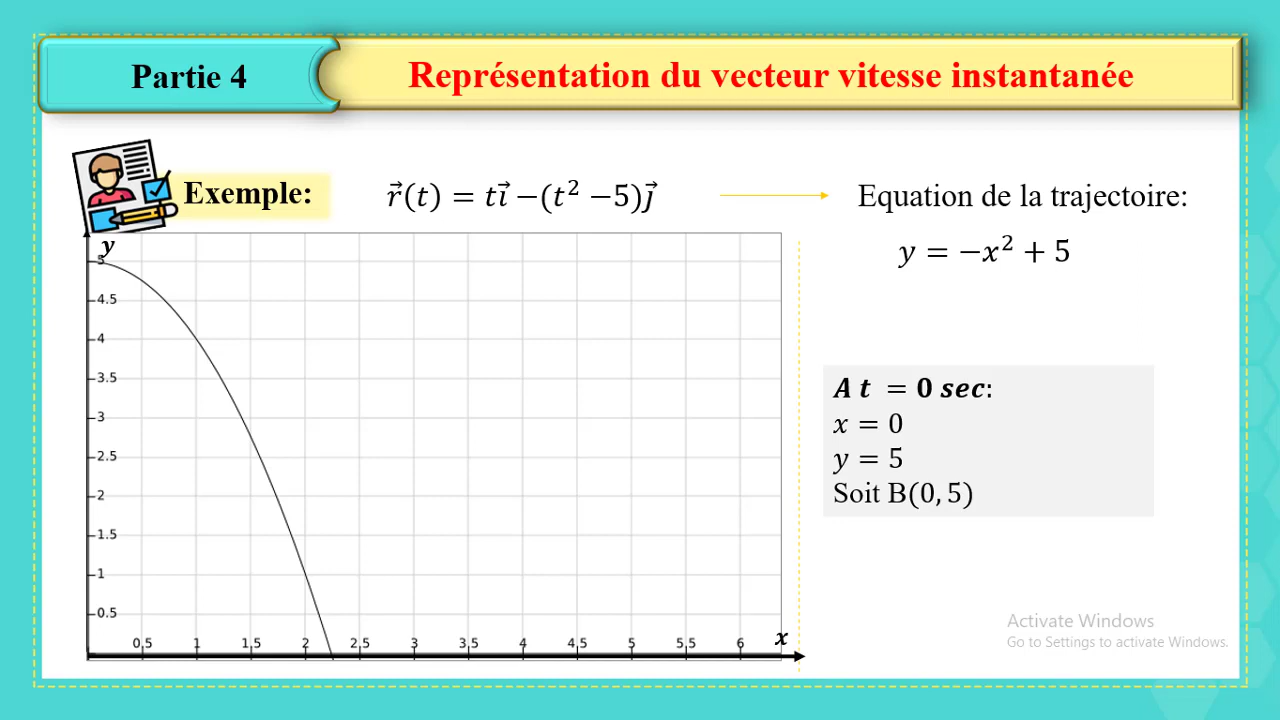 Partie 4
Représentation du vecteur vitesse instantanée
Exemple:
r⃗(t) = tı⃗ −(t² −5)ȷ⃗
Equation de la trajectoire:
y = −x² + 5
y
5
4.5
4
3.5
3
2.5
2
1.5
1
0.5
0.5 1 1.5 2 2.5 3 3.5 4 4.5 5 5.5 6
x
A t = 0 sec:
x = 0
y = 5
Soit B(0, 5)
Activate Windows
Go to Settings to activate Windows.